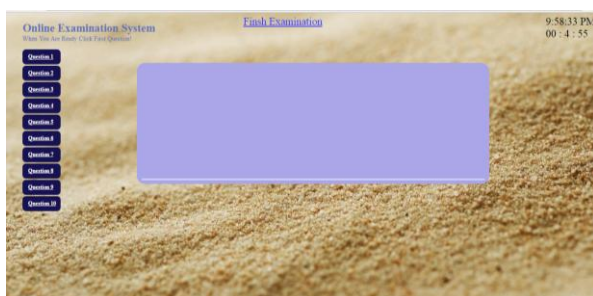 Online Examination System
When You Are Ready Click First Question!
Finsh Examination
9:58:33 PM
00 : 4 : 55
Question 1
Question 2
Question 3
Question 4
Question 5
Question 6
Question 7
Question 8
Question 9
Question 10